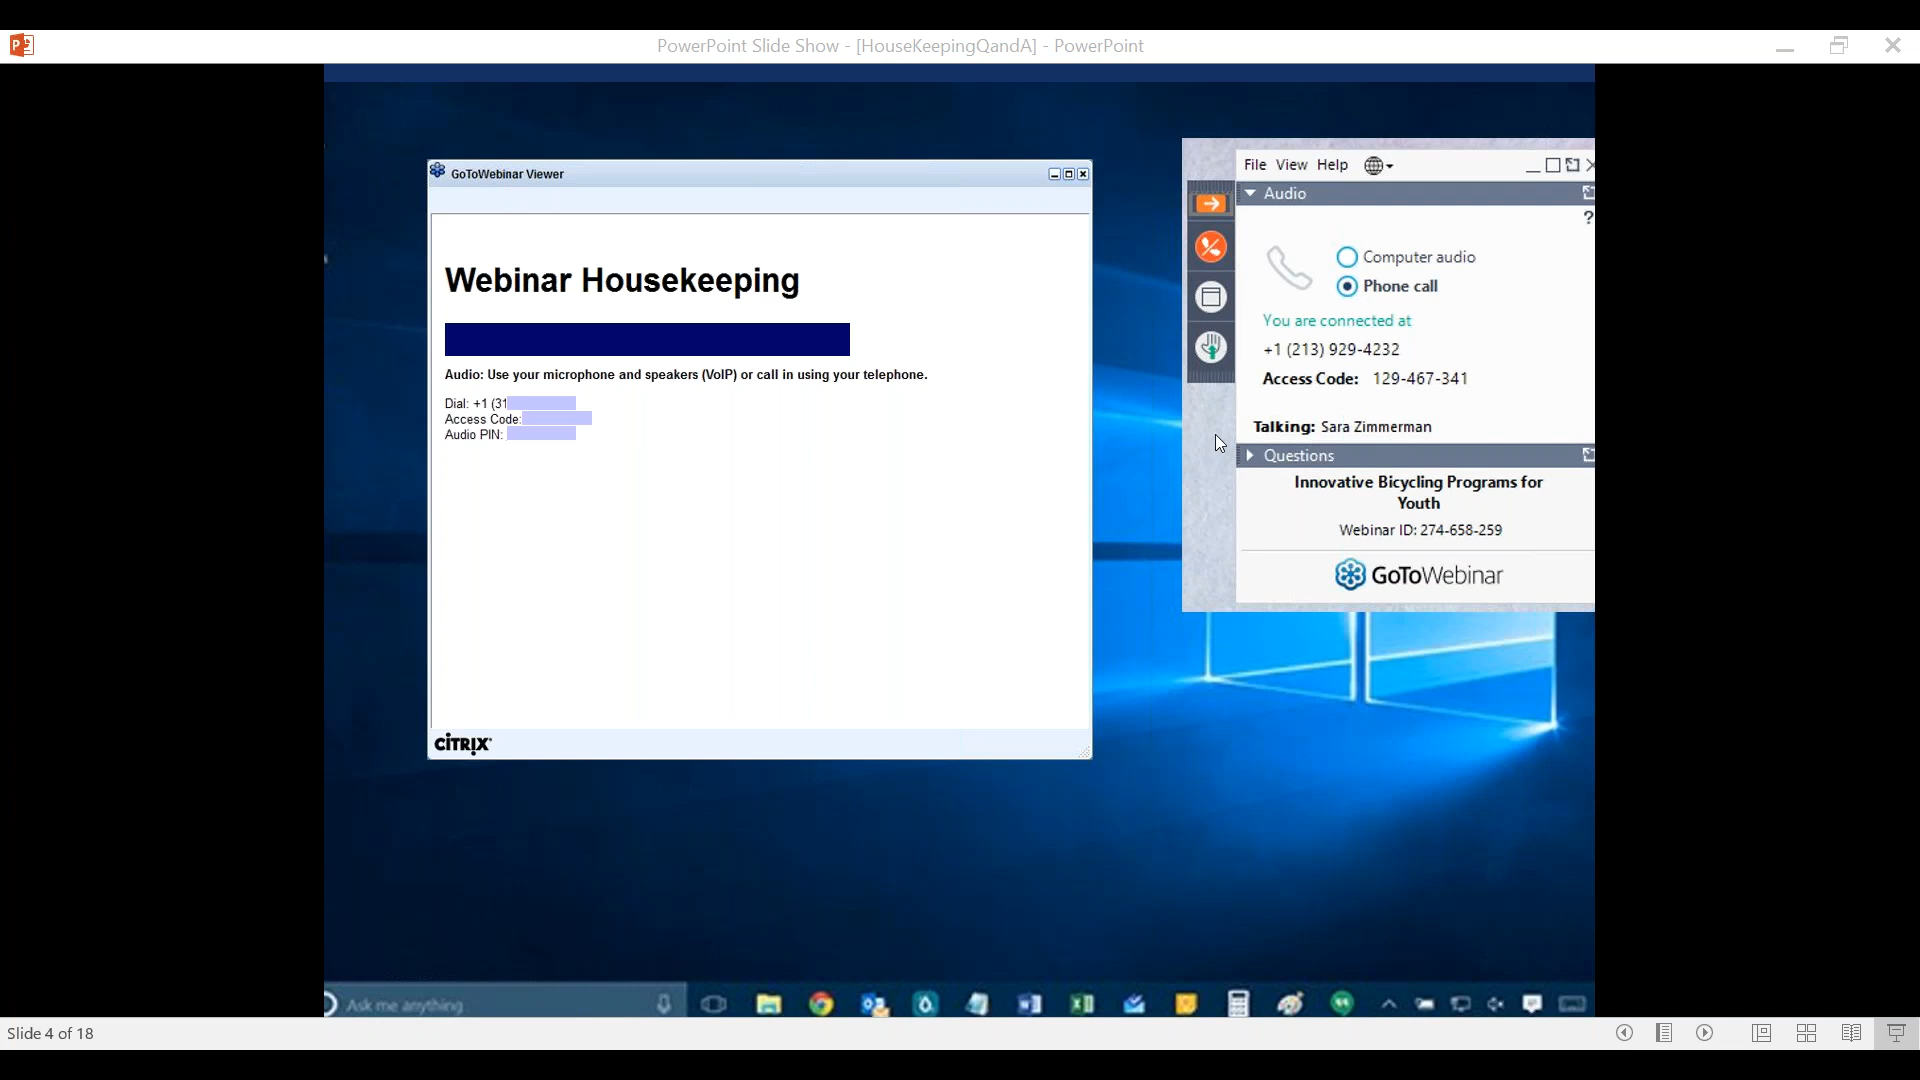 PowerPoint Slide Show - [HouseKeepingQandA] - PowerPoint
GoToWebinar Viewer
Webinar Housekeeping
Audio: Use your microphone and speakers (VoIP) or call in using your telephone.
Dial: +1 (31
Access Code:
Audio PIN:
CİTRIX
File View Help
Audio
?
Computer audio
Phone call
You are connected at
+1 (213) 929-4232
Access Code: 129-467-341
Talking: Sara Zimmerman
Questions
Innovative Bicycling Programs for
Youth
Webinar ID: 274-658-259
GoToWebinar
Ask me anything
Slide 4 of 18